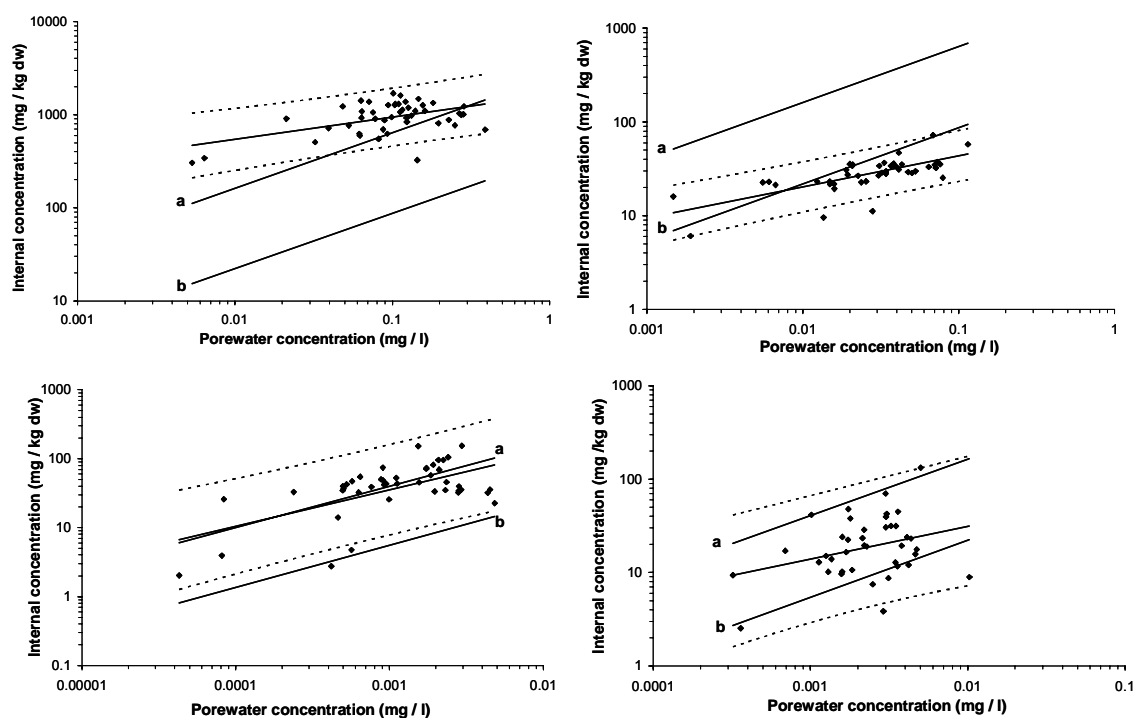 Internal concentration (mg / kg dw)
10000
1000
100
10
a
b
0.001
0.01
0.1
1
Porewater concentration (mg / l)
Internal concentration (mg / kg dw)
1000
100
10
1
a
b
0.001
0.01
0.1
1
Porewater concentration (mg / l)
Internal concentration (mg / kg dw)
1000
100
10
1
0.1
a
b
0.00001
0.0001
0.001
0.01
Porewater concentration (mg / l)
Internal concentration (mg /kg dw)
1000
100
10
1
a
b
0.0001
0.001
0.01
0.1
Porewater concentration (mg / l)